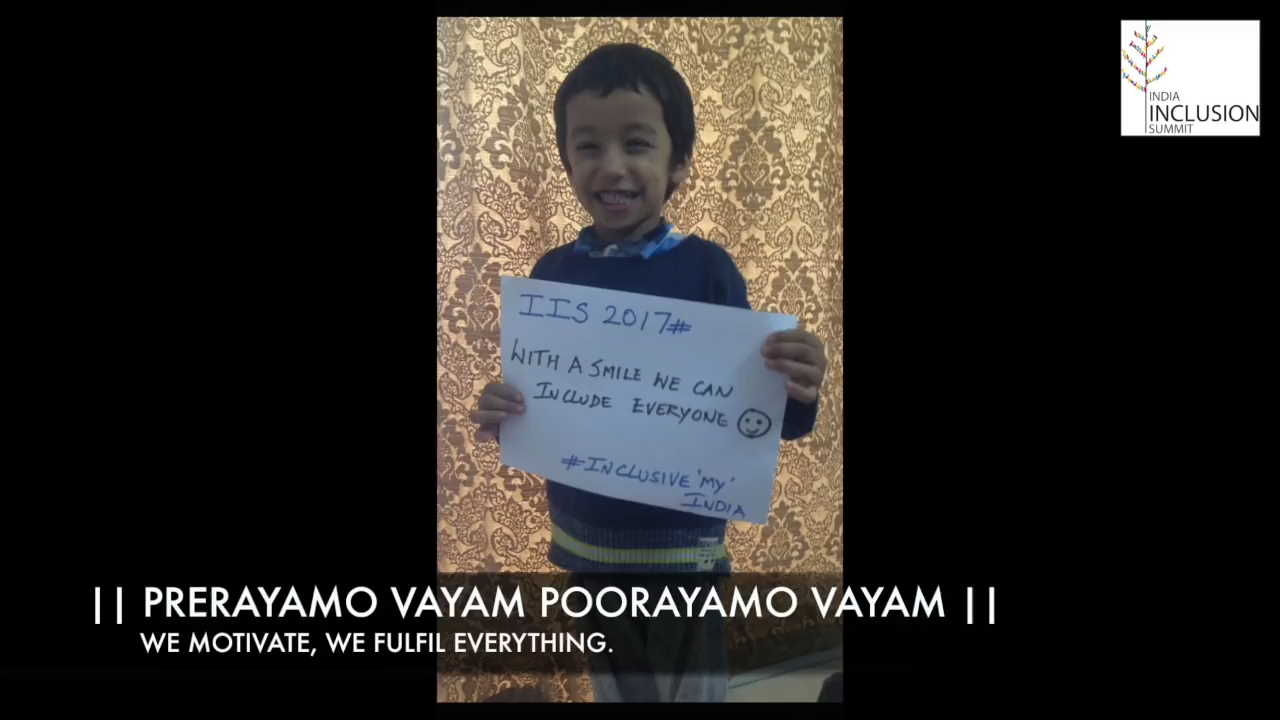 INDIA
INCLUSION
SUMMIT
IIS 2017#
WITH A SMILE WE CAN
INCLUDE EVERYONE
#INCLUSIVE 'MY'
INDIA
|| PRERAYAMO VAYAM POORAYAMO VAYAM ||
WE MOTIVATE, WE FULFIL EVERYTHING.